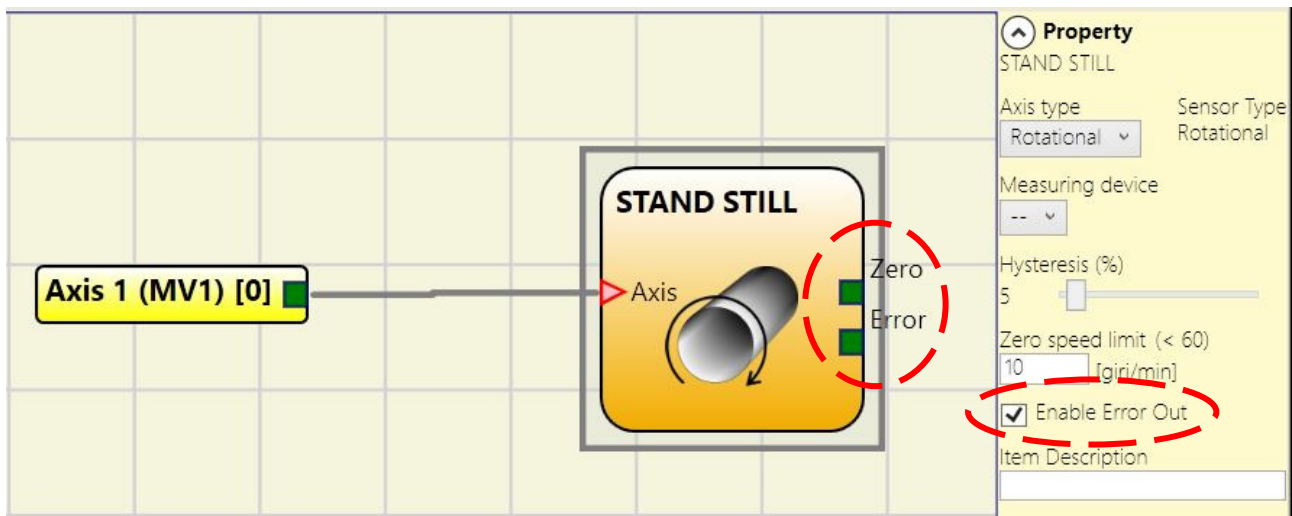 Axis 1 (MV1) [0]
STAND STILL
Axis
Zero
Error
Property
STAND STILL
Axis type Sensor Type
Rotational Rotational
Measuring device
--
Hysteresis (%)
5
Zero speed limit (< 60)
10 [giri/min]
Enable Error Out
Item Description